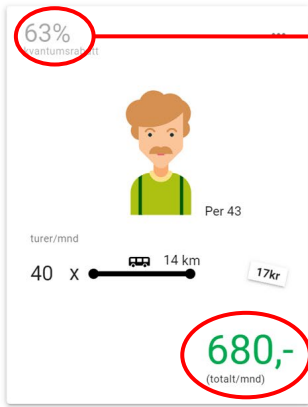 63%
kvantumsrabatt
Per 43
turer/mnd
40 x
14 km
17kr
680,-
(totalt/mnd)